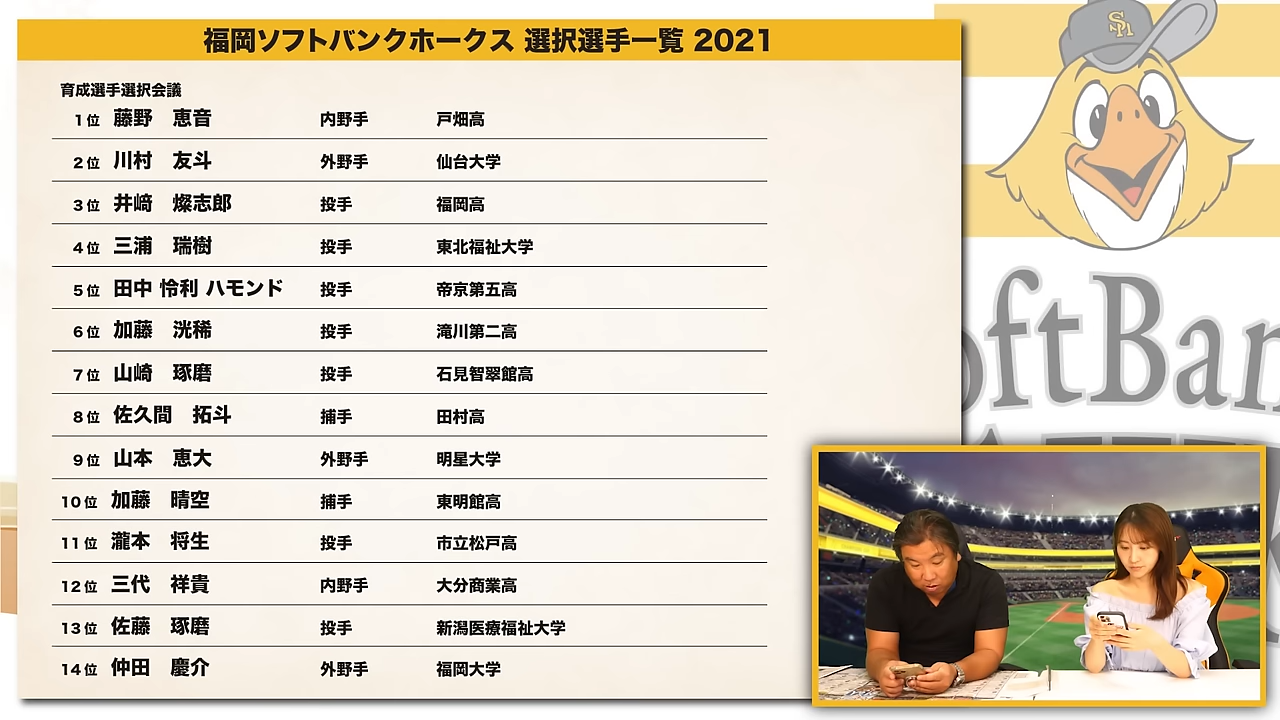 福岡ソフトバンクホークス 選択選手一覧 2021
育成選手選択会議
1位 藤野 恵音 内野手 戸畑高
2位 川村 友斗 外野手 仙台大学
3位 井﨑 燦志郎 投手 福岡高
4位 三浦 瑞樹 投手 東北福祉大学
5位 田中 怜利 ハモンド 投手 帝京第五高
6位 加藤 洸稀 投手 滝川第二高
7位 山崎 琢磨 投手 石見智翠館高
8位 佐久間 拓斗 捕手 田村高
9位 山本 恵大 外野手 明星大学
10位 加藤 晴空 捕手 東明館高
11位 瀧本 将生 投手 市立松戸高
12位 三代 祥貴 内野手 大分商業高
13位 佐藤 琢磨 投手 新潟医療福祉大学
14位 仲田 慶介 外野手 福岡大学
SH
oftBan